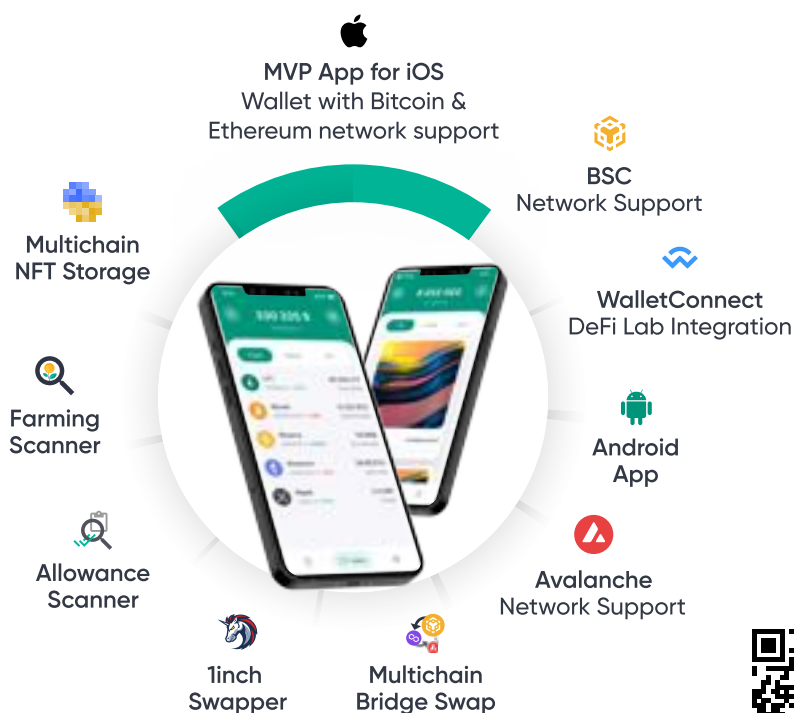 MVP App for iOS
Wallet with Bitcoin &
Ethereum network support
BSC
Network Support
WalletConnect
DeFi Lab Integration
Android
App
Avalanche
Network Support
Multichain
Bridge Swap
1inch
Swapper
Allowance
Scanner
Farming
Scanner
Multichain
NFT Storage